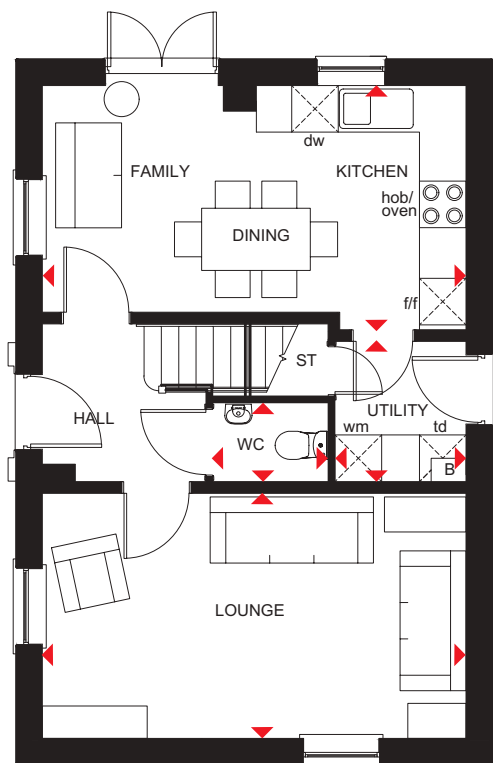 dw
FAMILY
KITCHEN
hob/
oven
DINING
f/f
ST
HALL
UTILITY
wm
td
WC
B
LOUNGE